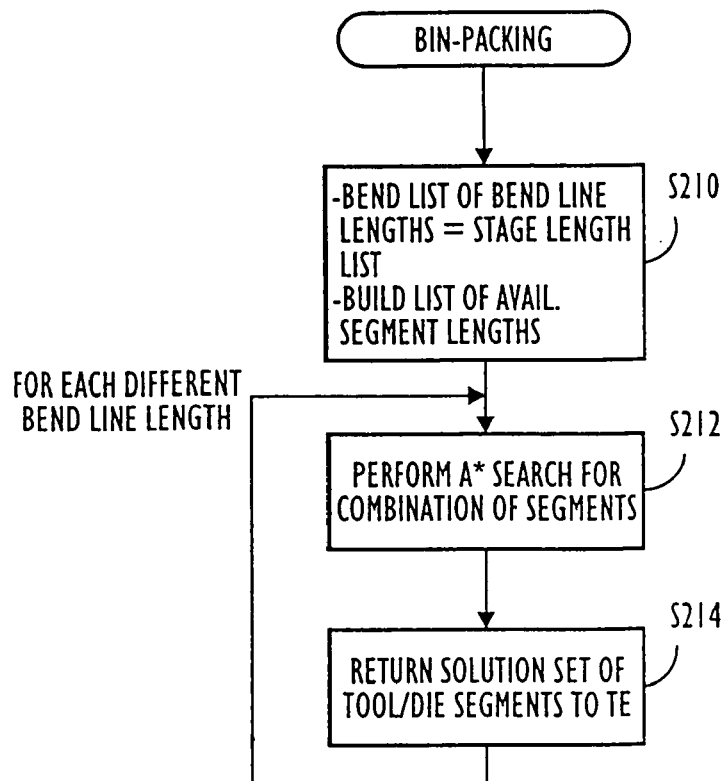 BIN-PACKING
-BEND LIST OF BEND LINE
LENGTHS = STAGE LENGTH
LIST
-BUILD LIST OF AVAIL.
SEGMENT LENGTHS
S210
FOR EACH DIFFERENT
BEND LINE LENGTH
PERFORM A* SEARCH FOR
COMBINATION OF SEGMENTS
S212
RETURN SOLUTION SET OF
TOOL/DIE SEGMENTS TO TE
S214